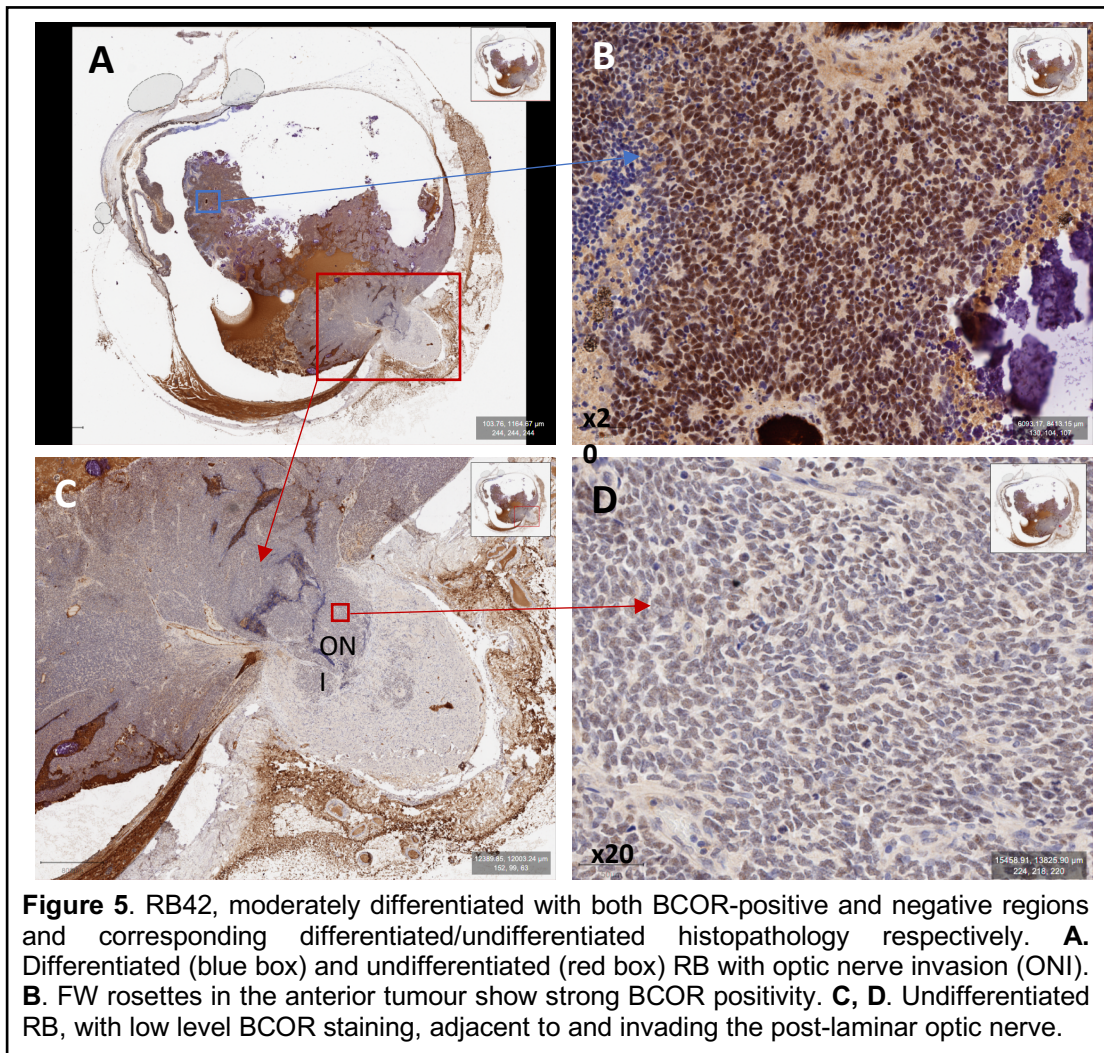 A
B
103.76, 1164.67 µm
244, 244, 244
x2
0
6093.17, 8413.15 µm
130, 104, 107
C
D
ON
I
12389.85, 12003.24 µm
152, 99, 63
x20
15458.91, 13825.90 µm
224, 218, 220
Figure 5. RB42, moderately differentiated with both BCOR-positive and negative regions
and corresponding differentiated/undifferentiated histopathology respectively. A.
Differentiated (blue box) and undifferentiated (red box) RB with optic nerve invasion (ONI).
B. FW rosettes in the anterior tumour show strong BCOR positivity. C, D. Undifferentiated
RB, with low level BCOR staining, adjacent to and invading the post-laminar optic nerve.